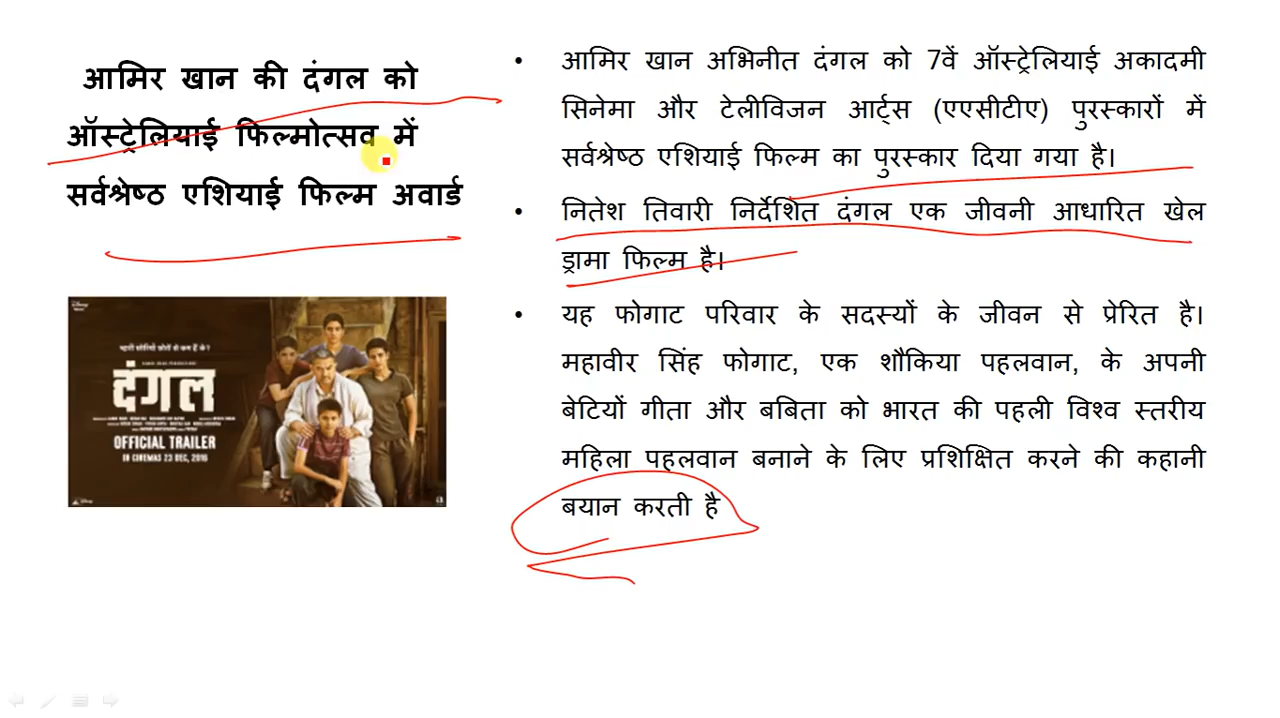 आमिर खान की दंगल को
ऑस्ट्रेलियाई फिल्मोत्सव में
सर्वश्रेष्ठ एशियाई फिल्म अवार्ड
म्हारी छोरियां छोरों से कम हैं के?
दंगल
OFFICIAL TRAILER
IN CINEMAS 23 DEC, 2016
• आमिर खान अभिनीत दंगल को 7वें ऑस्ट्रेलियाई अकादमी
सिनेमा और टेलीविजन आर्ट्स (एएसीटीए) पुरस्कारों में
सर्वश्रेष्ठ एशियाई फिल्म का पुरस्कार दिया गया है।
• नितेश तिवारी निर्देशित दंगल एक जीवनी आधारित खेल
ड्रामा फिल्म है।
• यह फोगाट परिवार के सदस्यों के जीवन से प्रेरित है।
महावीर सिंह फोगाट, एक शौकिया पहलवान, के अपनी
बेटियों गीता और बबिता को भारत की पहली विश्व स्तरीय
महिला पहलवान बनाने के लिए प्रशिक्षित करने की कहानी
बयान करती है